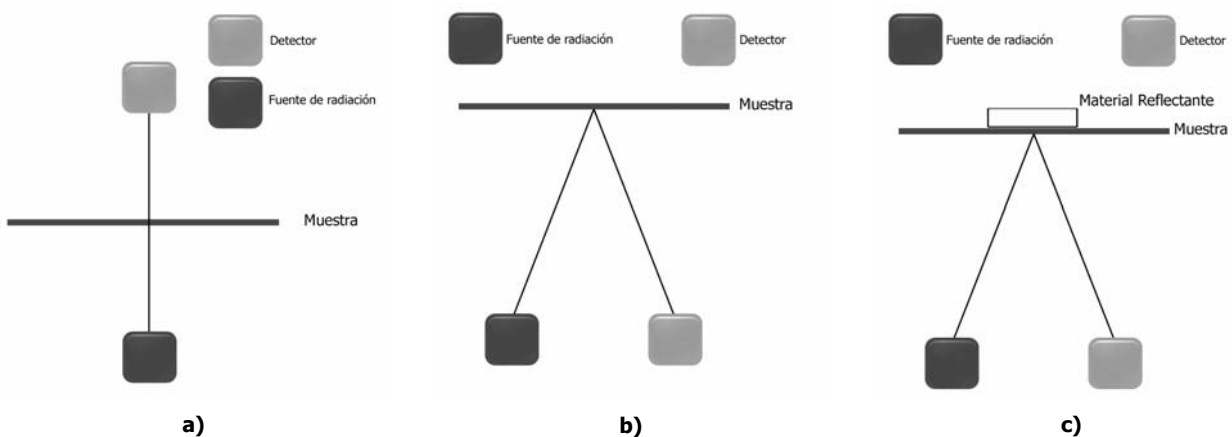 Detector
Fuente de radiación
Muestra
a)
Fuente de radiación
Detector
Muestra
b)
Fuente de radiación
Detector
Material Reflectante
Muestra
c)